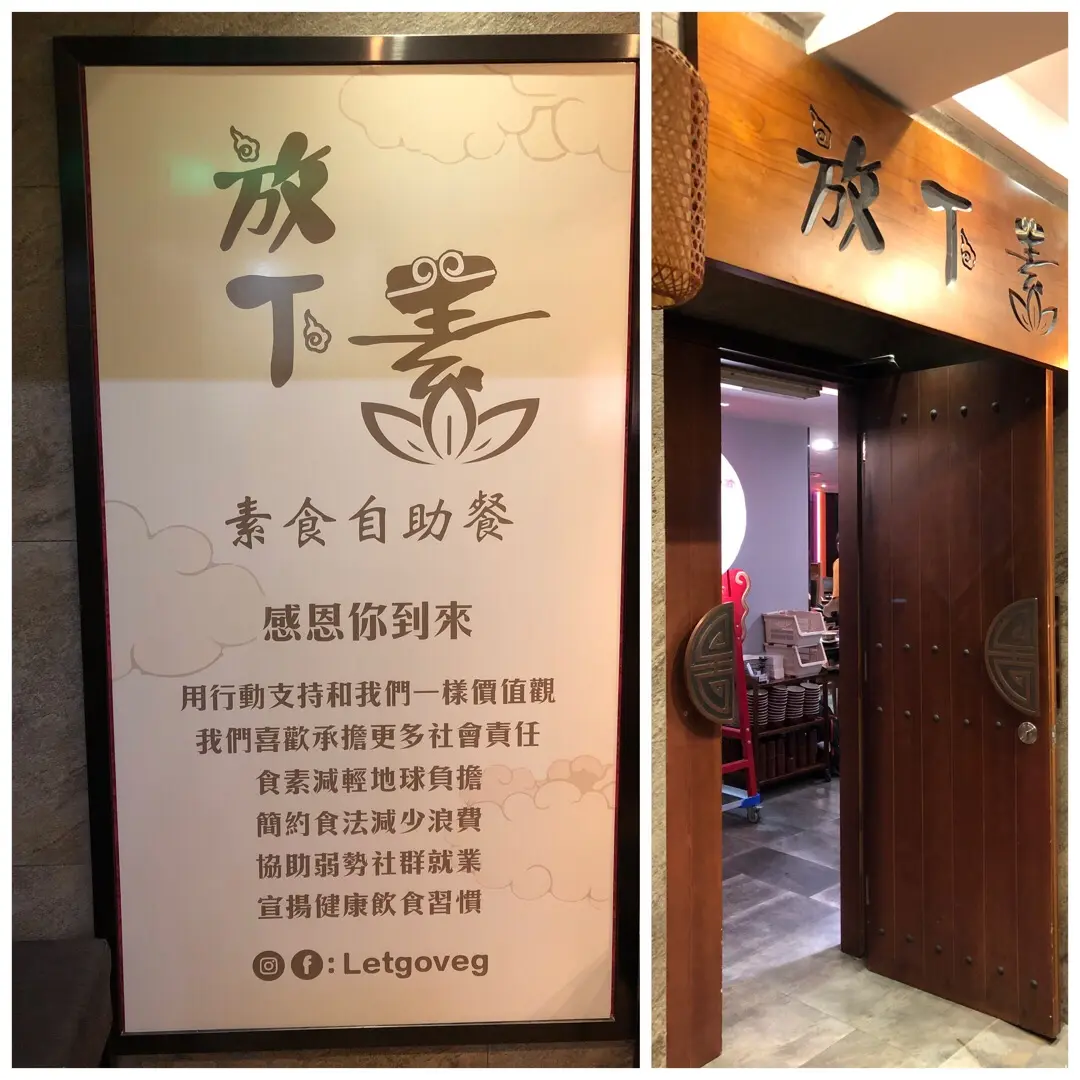 放
下素
素食自助餐
感恩你到來
用行動支持和我們一樣價值觀
我們喜歡承擔更多社會責任
食素減輕地球負擔
簡約食法減少浪費
協助弱勢社群就業
宣揚健康飲食習慣
: Letgoveg
放下素